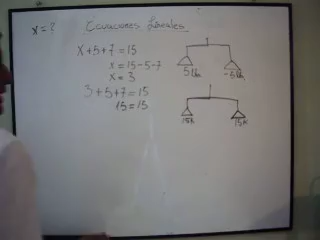 x = ?
Ecuaciones Lineales
x+5+7 = 15
x = 15-5-7
x = 3
3+5+7 = 15
15 = 15
15k
15k